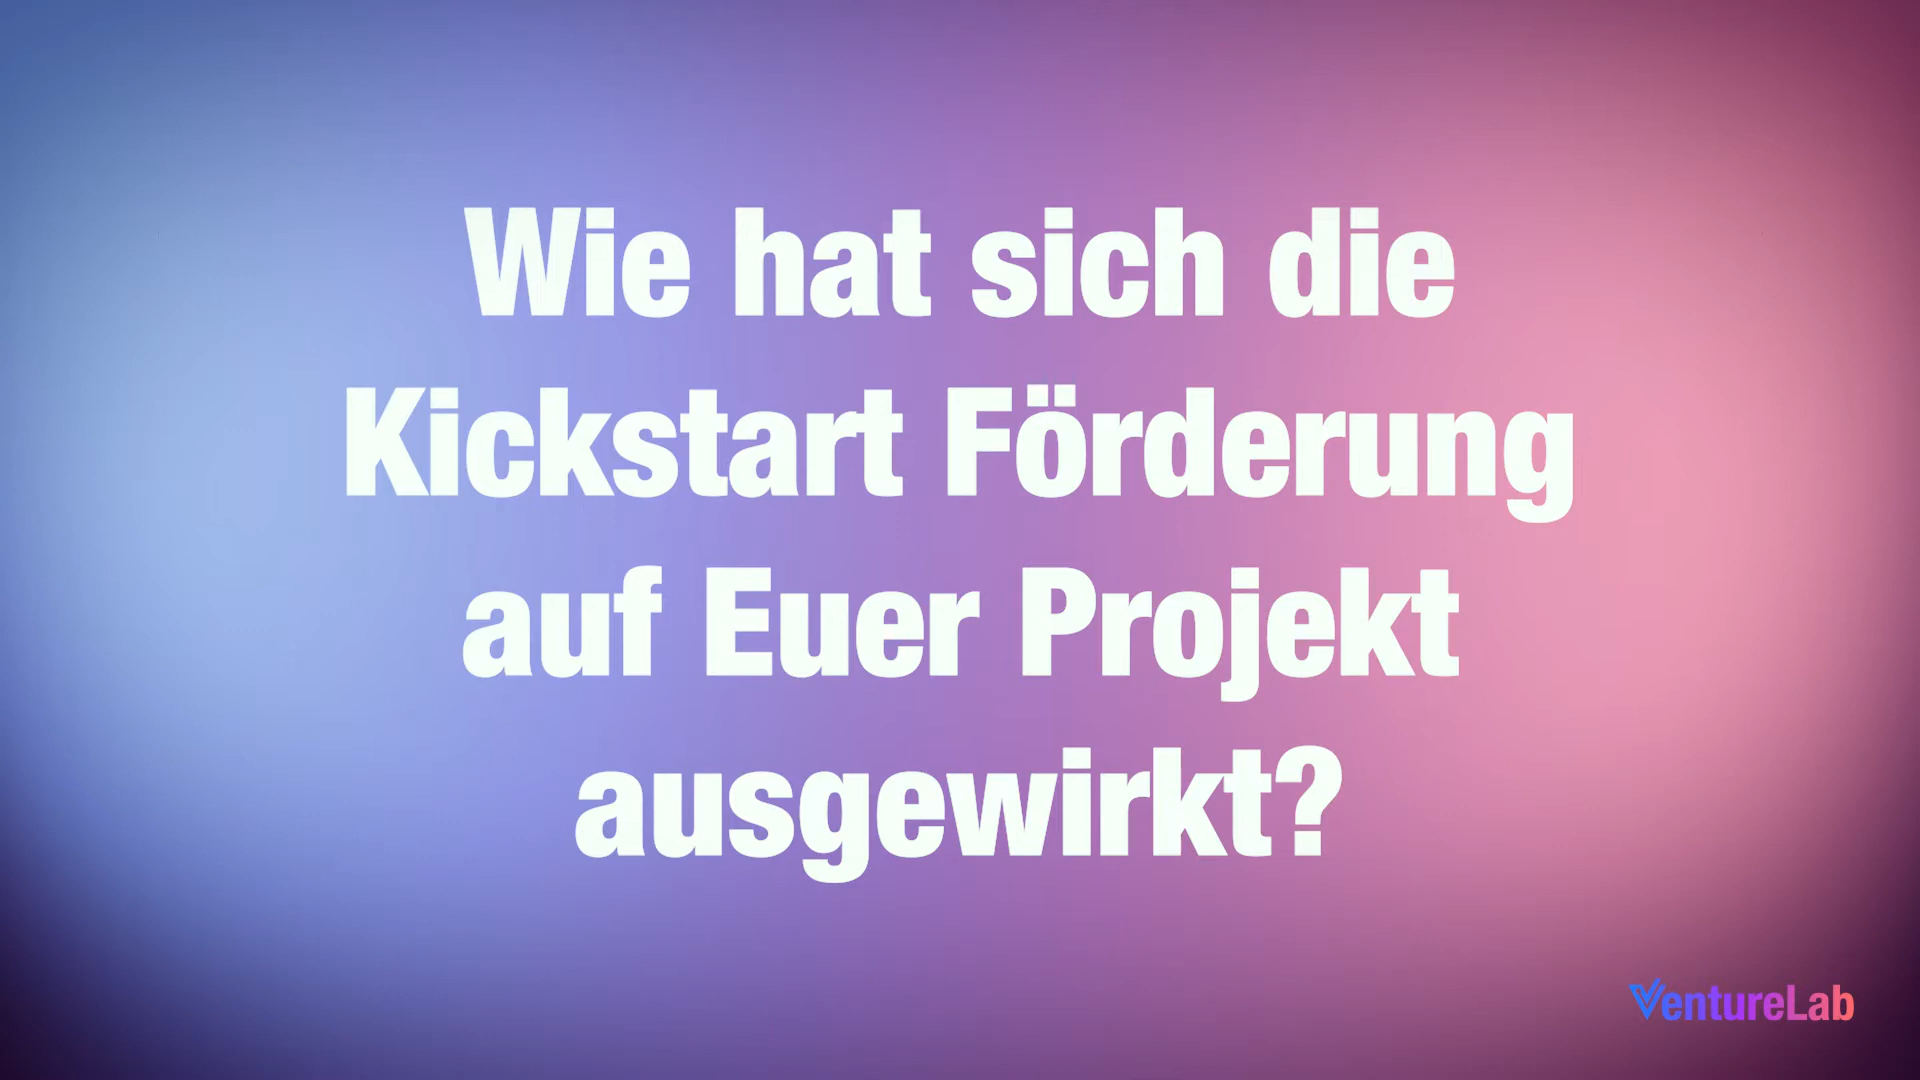 Wie hat sich die
Kickstart Förderung
auf Euer Projekt
ausgewirkt?
VentureLab